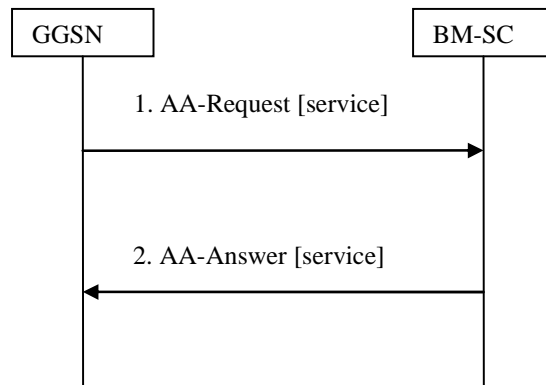 GGSN
BM-SC
1. AA-Request [service]
2. AA-Answer [service]